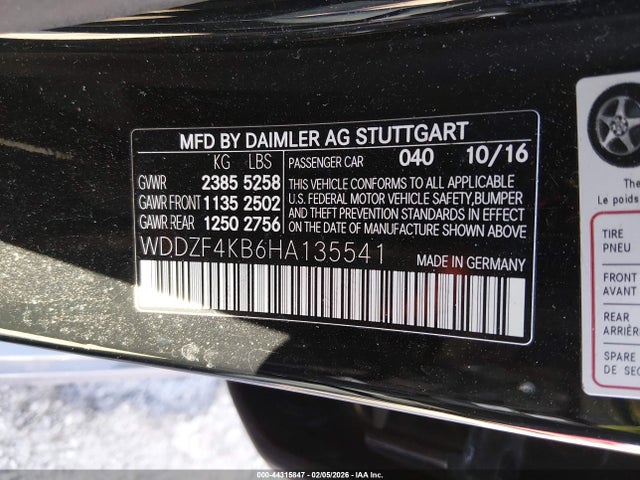 MFD BY DAIMLER AG STUTTGART
KG LBS
GVWR 2385 5258
GAWR FRONT 1135 2502
GAWR REAR 1250 2756
PASSENGER CAR 040 10/16
THIS VEHICLE CONFORMS TO ALL APPLICABLE
U.S. FEDERAL MOTOR VEHICLE SAFETY, BUMPER
AND THEFT PREVENTION STANDARDS IN EFFECT
ON THE DATE OF MANUFACTURE SHOWN ABOVE
WDDZF4KB6HA135541
MADE IN GERMANY
The
Le poids
TIRE
PNEU
FRONT
AVANT
REAR
ARRIÈRE
SPARE
DE SEC
000-44315847 - 02/05/2026 - IAA Inc.